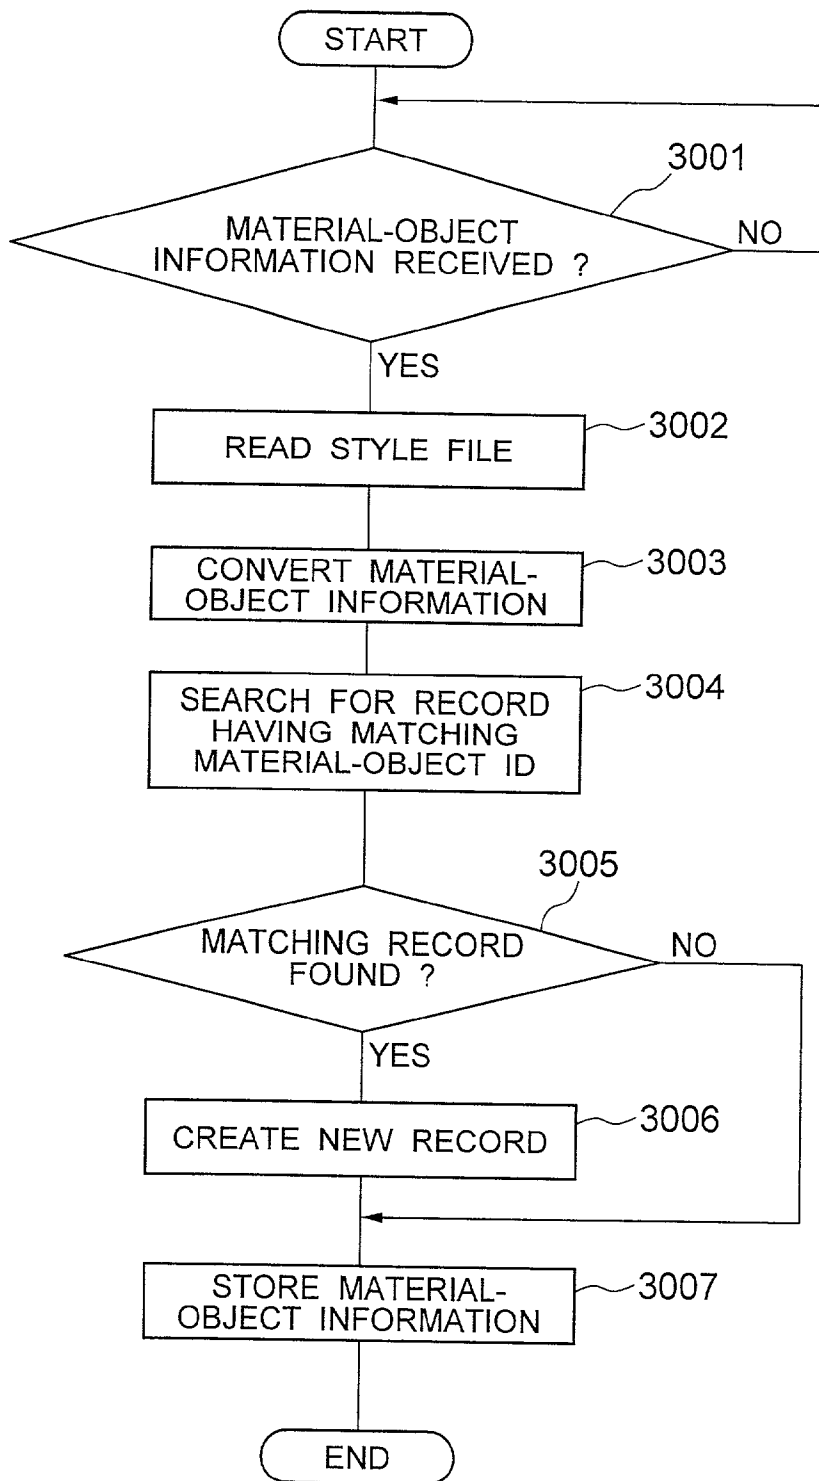 START
3001
MATERIAL-OBJECT
INFORMATION RECEIVED ?
NO
YES
READ STYLE FILE
3002
CONVERT MATERIAL-
OBJECT INFORMATION
3003
SEARCH FOR RECORD
HAVING MATCHING
MATERIAL-OBJECT ID
3004
3005
MATCHING RECORD
FOUND ?
NO
YES
CREATE NEW RECORD
3006
STORE MATERIAL-
OBJECT INFORMATION
3007
END